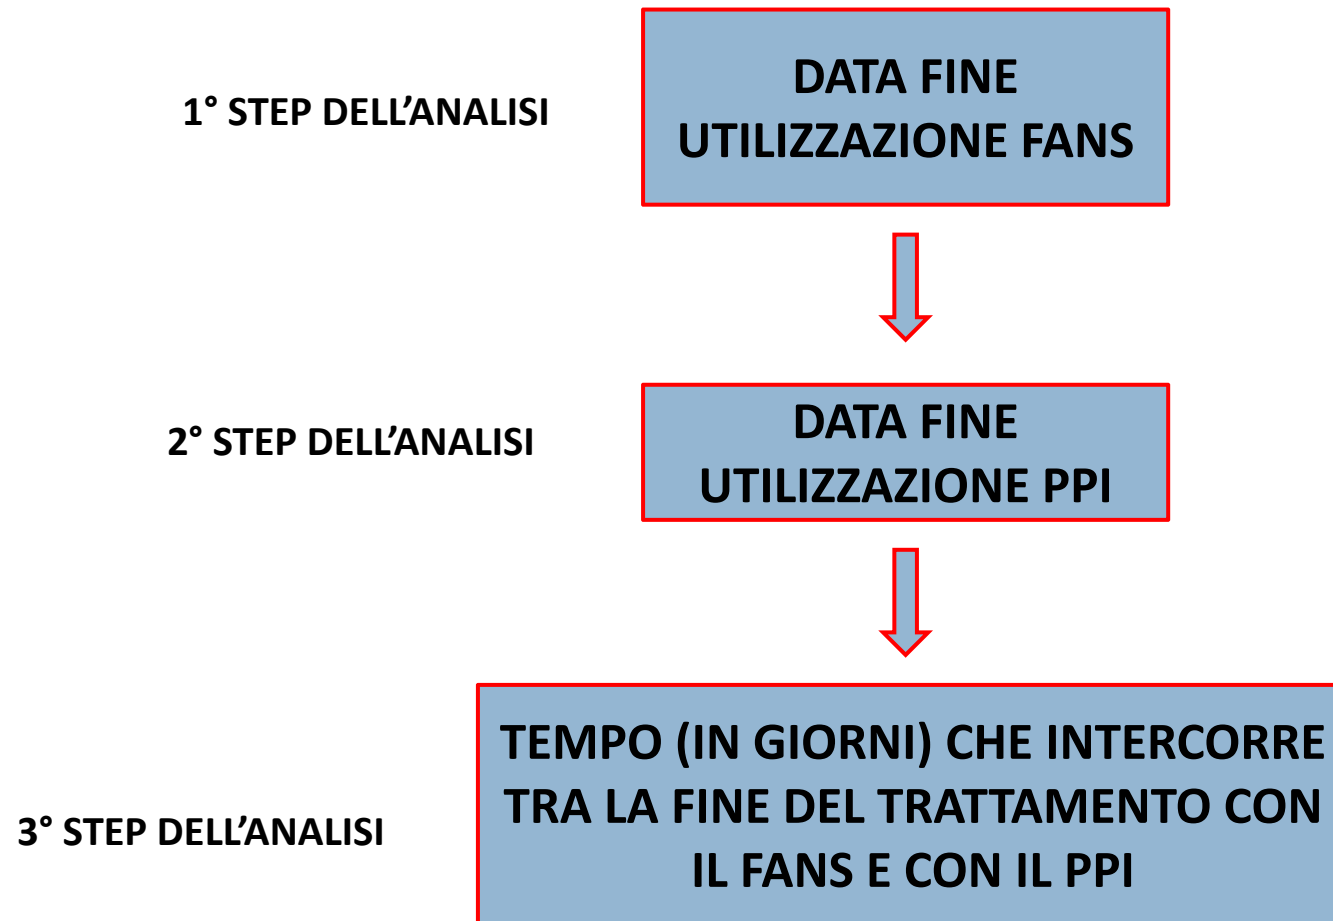 1° STEP DELL’ANALISI
DATA FINE
UTILIZZAZIONE FANS
2° STEP DELL’ANALISI
DATA FINE
UTILIZZAZIONE PPI
3° STEP DELL’ANALISI
TEMPO (IN GIORNI) CHE INTERCORRE
TRA LA FINE DEL TRATTAMENTO CON
IL FANS E CON IL PPI